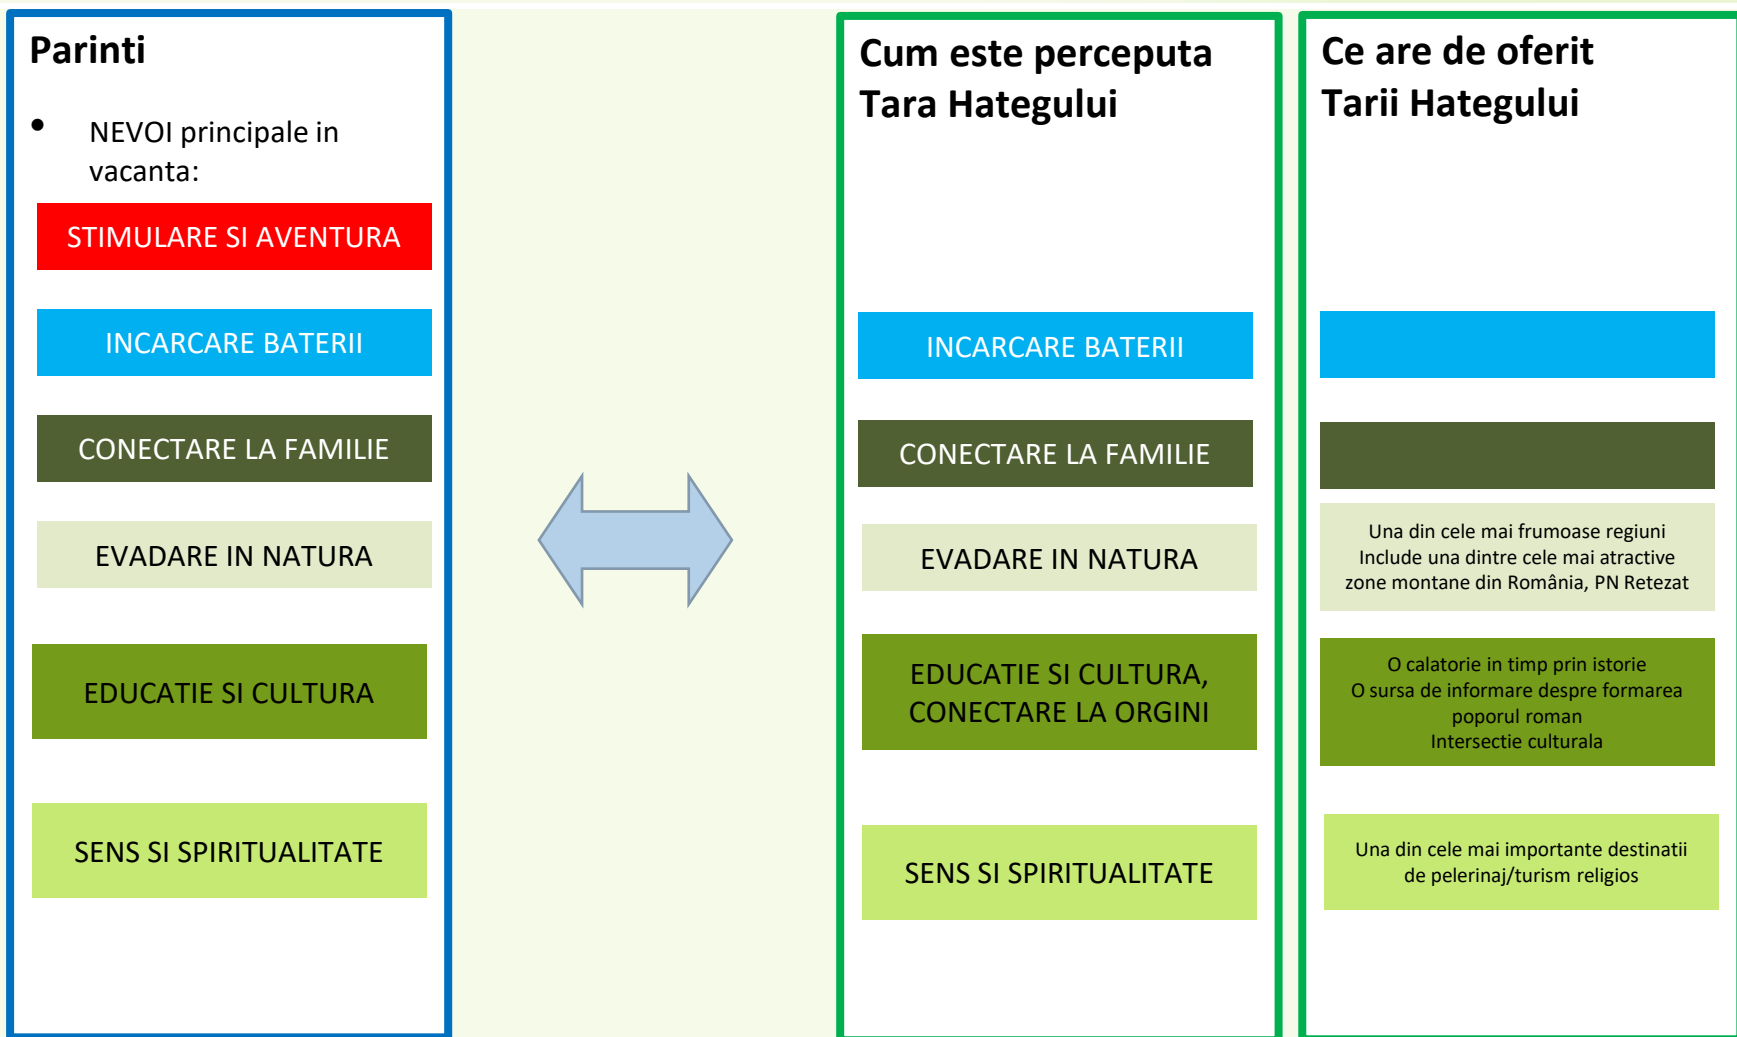 Parinti
• NEVOI principale in
vacanta:
STIMULARE SI AVENTURA
INCARCARE BATERII
CONECTARE LA FAMILIE
EVADARE IN NATURA
EDUCATIE SI CULTURA
SENS SI SPIRITUALITATE
Cum este perceputa
Tara Hategului
INCARCARE BATERII
CONECTARE LA FAMILIE
EVADARE IN NATURA
EDUCATIE SI CULTURA,
CONECTARE LA ORGINI
SENS SI SPIRITUALITATE
Ce are de oferit
Tarii Hategului
Una din cele mai frumoase regiuni
Include una dintre cele mai atractive
zone montane din România, PN Retezat
O calatorie in timp prin istorie
O sursa de informare despre formarea
poporul roman
Intersectie culturala
Una din cele mai importante destinatii
de pelerinaj/turism religios